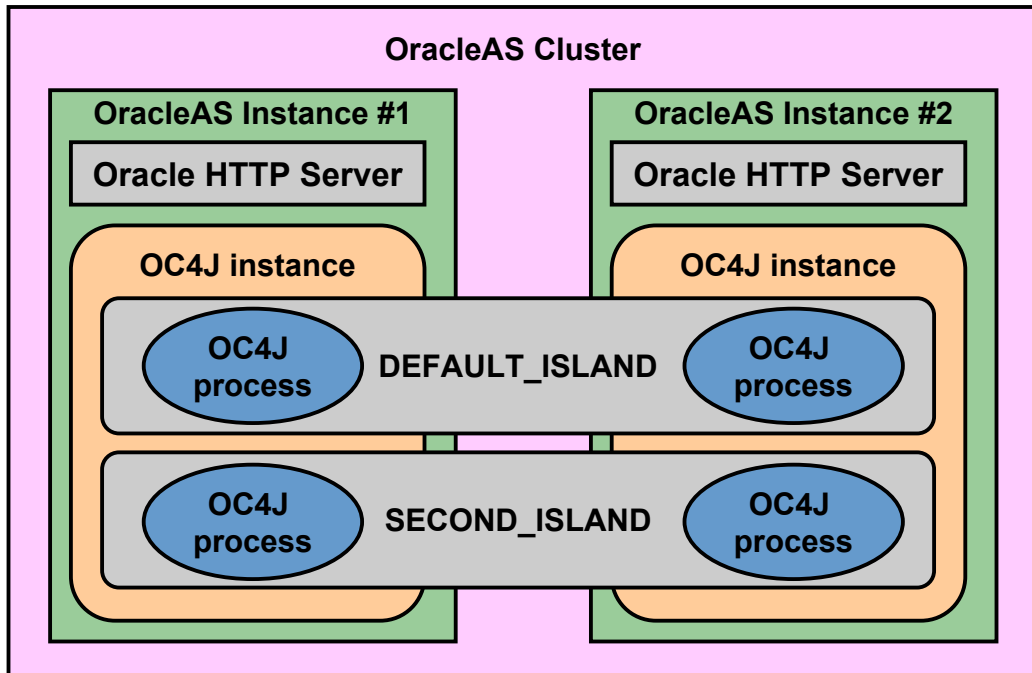 OracleAS Cluster
OracleAS Instance #1
Oracle HTTP Server
OC4J instance
OracleAS Instance #2
Oracle HTTP Server
OC4J instance
OC4J
process
DEFAULT_ISLAND
OC4J
process
OC4J
process
SECOND_ISLAND
OC4J
process